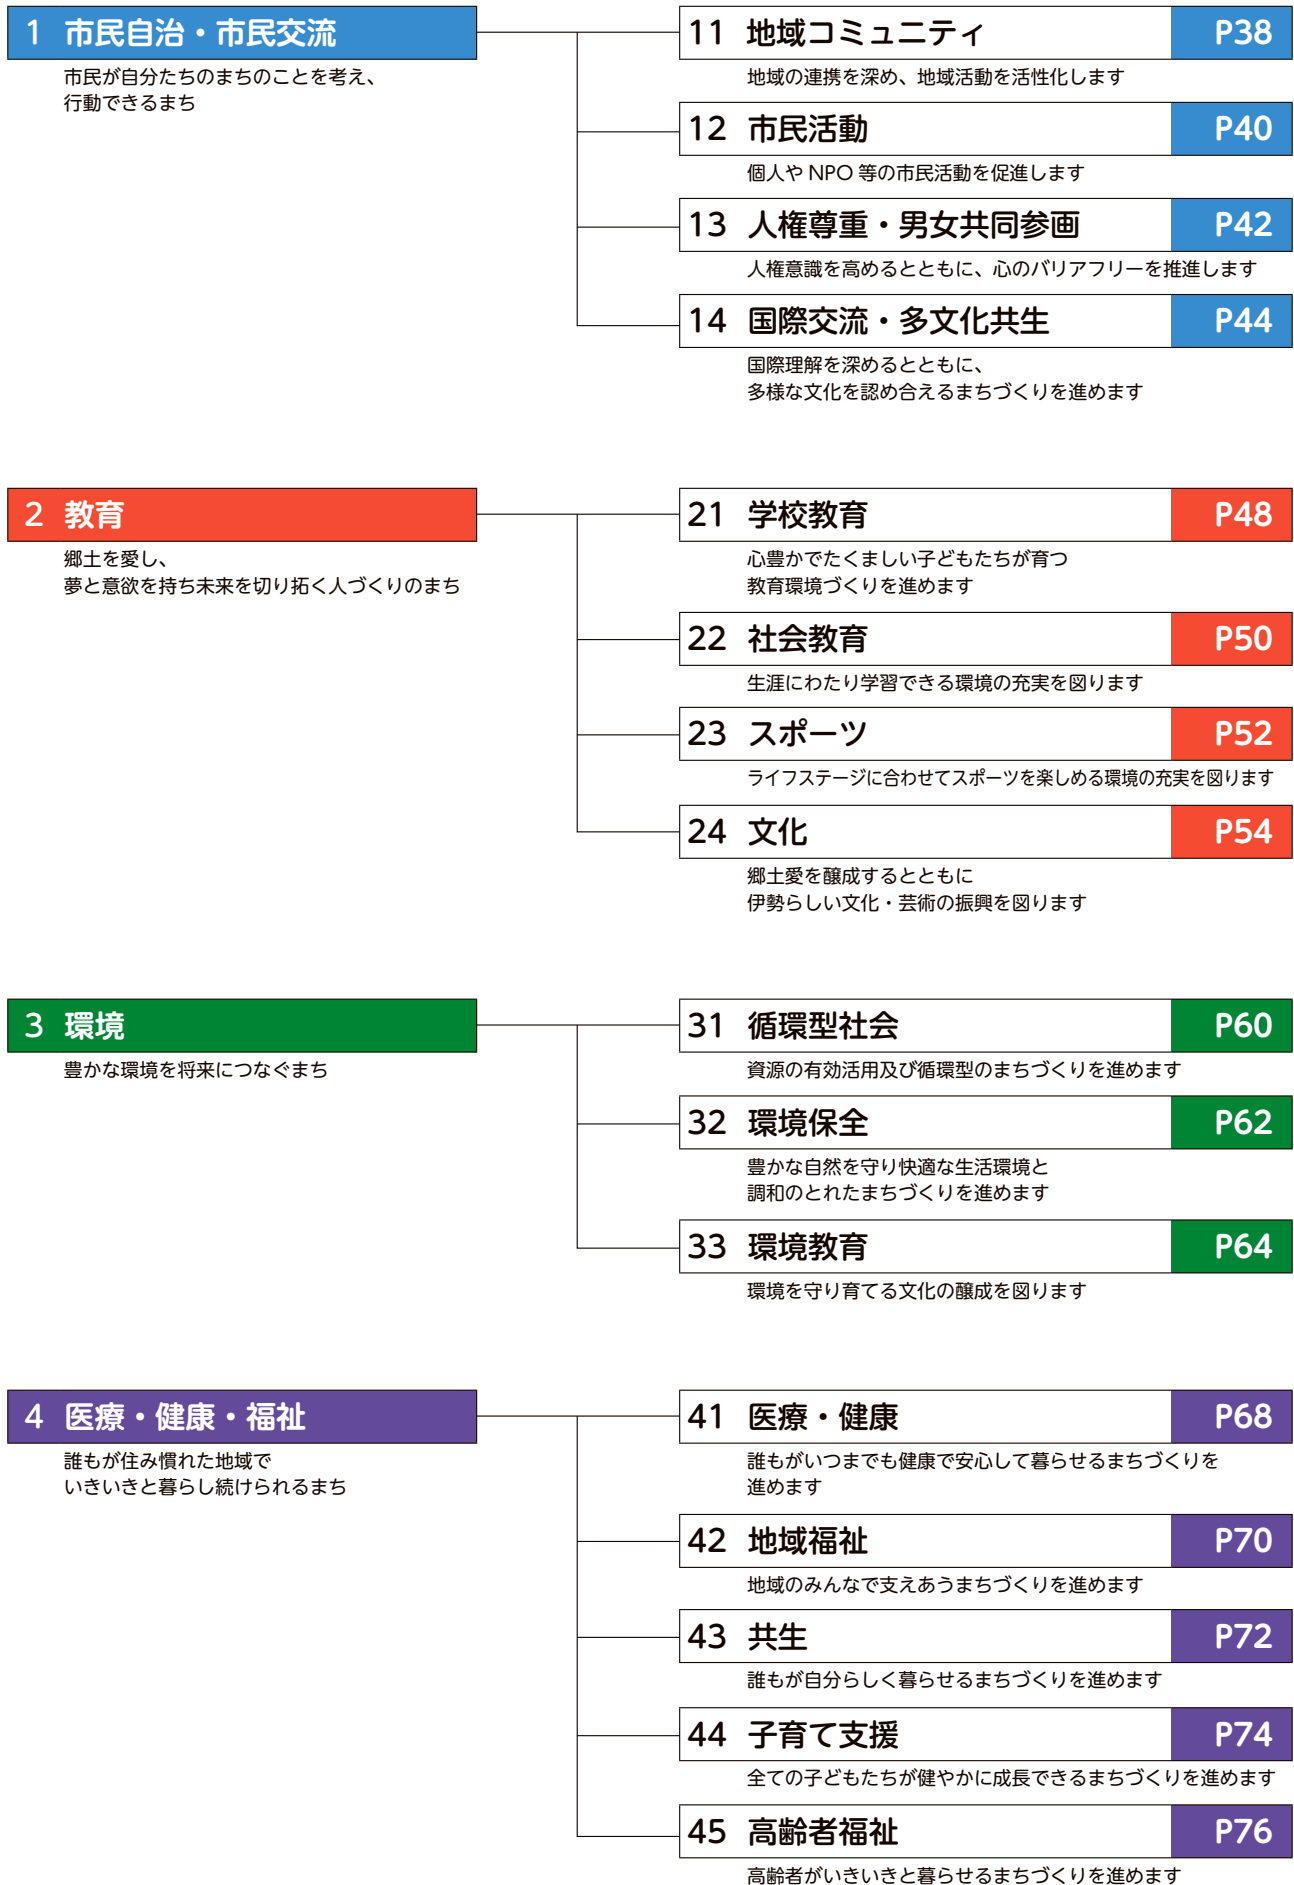 1 市民自治・市民交流
市民が自分たちのまちのことを考え、
行動できるまち
11 地域コミュニティ P38
地域の連携を深め、地域活動を活性化します
12 市民活動 P40
個人や NPO 等の市民活動を促進します
13 人権尊重・男女共同参画 P42
人権意識を高めるとともに、心のバリアフリーを推進します
14 国際交流・多文化共生 P44
国際理解を深めるとともに、
多様な文化を認め合えるまちづくりを進めます
2 教育
郷土を愛し、
夢と意欲を持ち未来を切り拓く人づくりのまち
21 学校教育 P48
心豊かでたくましい子どもたちが育つ
教育環境づくりを進めます
22 社会教育 P50
生涯にわたり学習できる環境の充実を図ります
23 スポーツ P52
ライフステージに合わせてスポーツを楽しめる環境の充実を図ります
24 文化 P54
郷土愛を醸成するとともに
伊勢らしい文化・芸術の振興を図ります
3 環境
豊かな環境を将来につなぐまち
31 循環型社会 P60
資源の有効活用及び循環型のまちづくりを進めます
32 環境保全 P62
豊かな自然を守り快適な生活環境と
調和のとれたまちづくりを進めます
33 環境教育 P64
環境を守り育てる文化の醸成を図ります
4 医療・健康・福祉
誰もが住み慣れた地域で
いきいきと暮らし続けられるまち
41 医療・健康 P68
誰もがいつまでも健康で安心して暮らせるまちづくりを
進めます
42 地域福祉 P70
地域のみんなで支えあうまちづくりを進めます
43 共生 P72
誰もが自分らしく暮らせるまちづくりを進めます
44 子育て支援 P74
全ての子どもたちが健やかに成長できるまちづくりを進めます
45 高齢者福祉 P76
高齢者がいきいきと暮らせるまちづくりを進めます